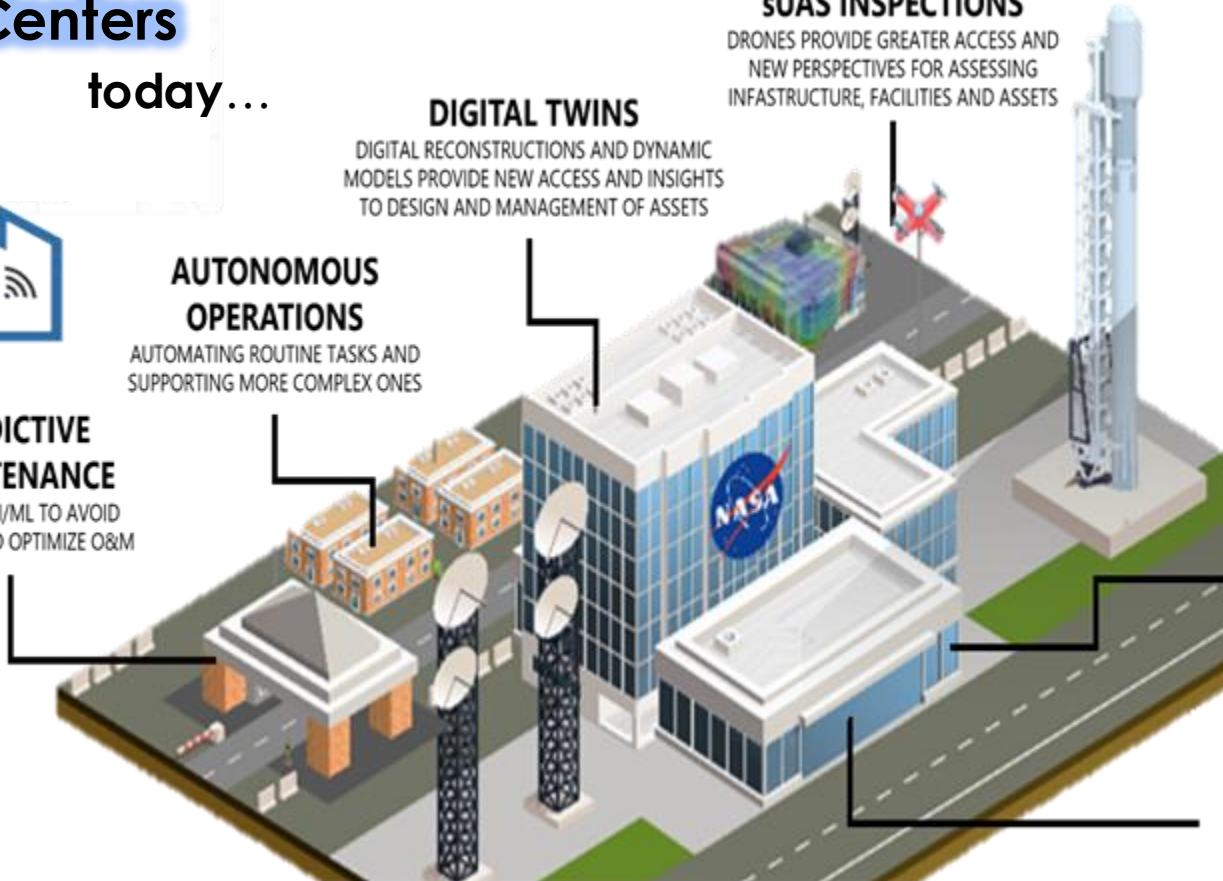 Centers
today...
sUAS INSPECTIONS
DRONES PROVIDE GREATER ACCESS AND
NEW PERSPECTIVES FOR ASSESSING
INFASTRUCTURE, FACILITIES AND ASSETS
DIGITAL TWINS
DIGITAL RECONSTRUCTIONS AND DYNAMIC
MODELS PROVIDE NEW ACCESS AND INSIGHTS
TO DESIGN AND MANAGEMENT OF ASSETS
AUTONOMOUS
OPERATIONS
AUTOMATING ROUTINE TASKS AND
SUPPORTING MORE COMPLEX ONES
DICTIVE
TENANCE
I/ML TO AVOID
OPTIMIZE O&M
NASA